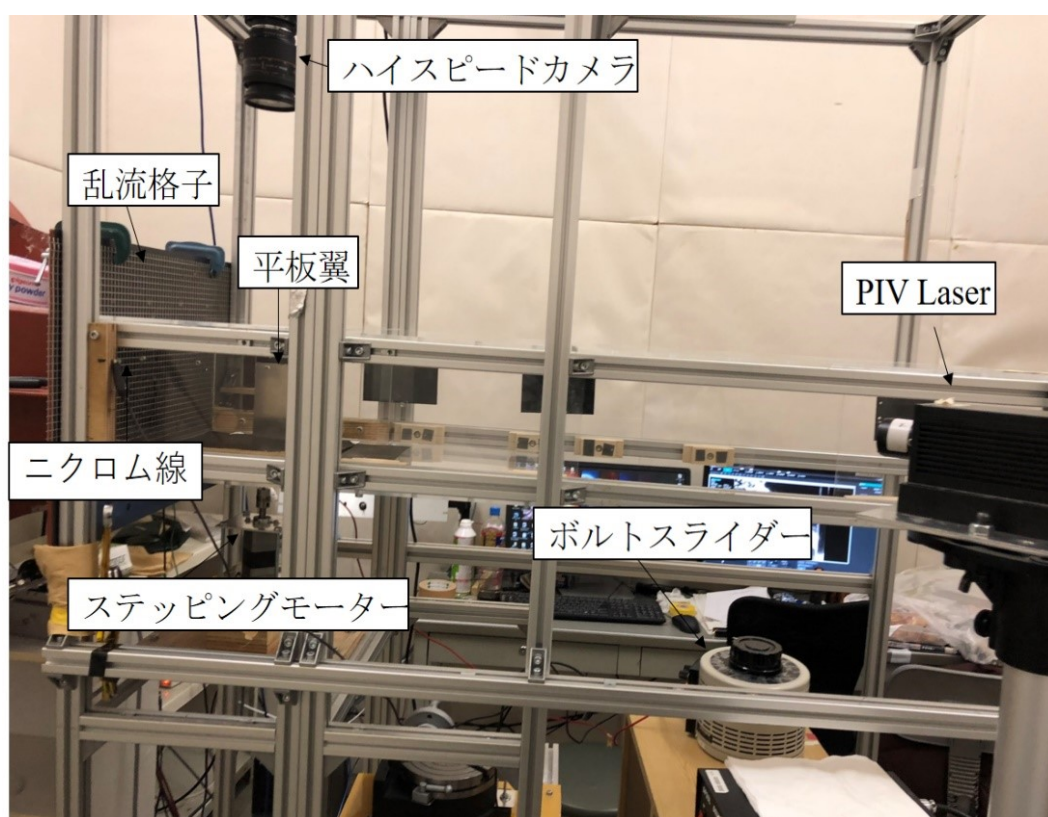 ハイスピードカメラ
乱流格子
平板翼
PIV Laser
ニクロム線
ボルトスライダー
ステッピングモーター
powder